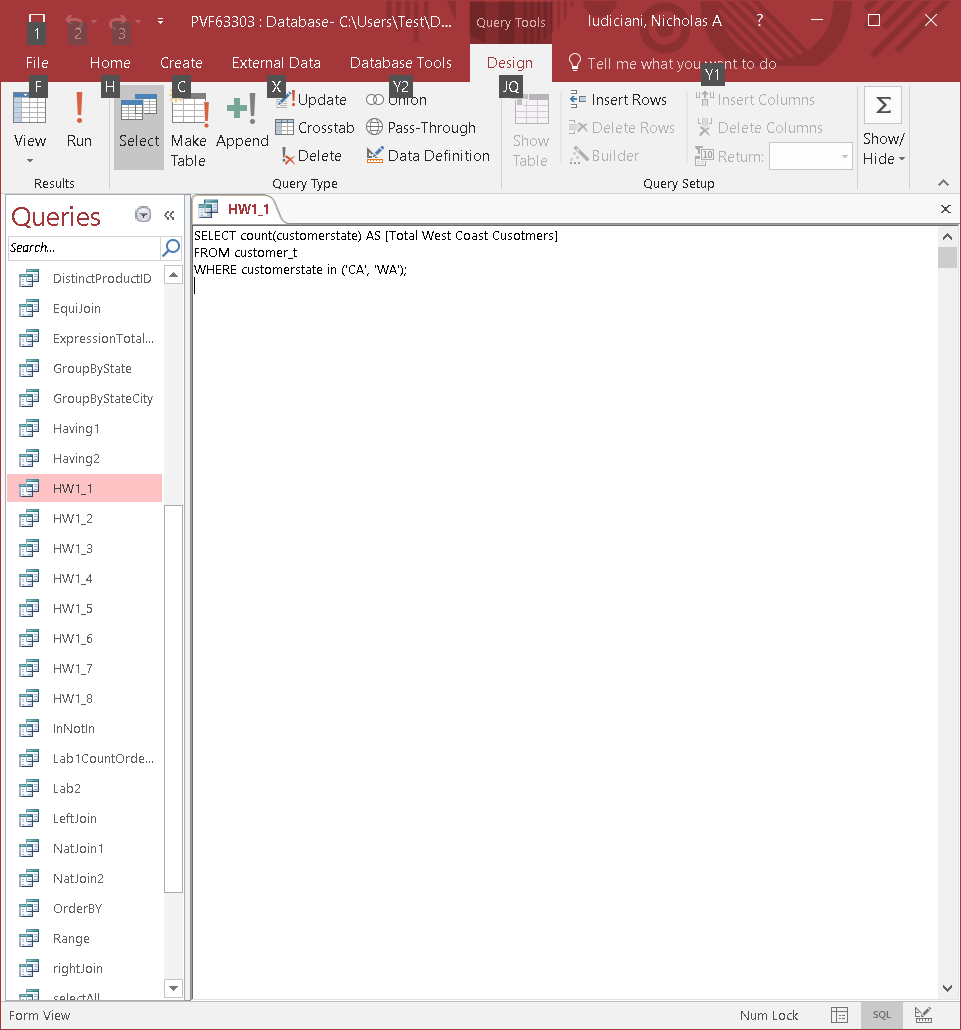 PVF63303 : Database- C:\Users\Test\D...
Query Tools
Iudiciani, Nicholas A
?
1
2
3
File
Home
Create
External Data
Database Tools
Design
Tell me what you want to do
F
H
C
X
Y2
JQ
Y1
View
Run
Select
Make Table
Append
Update
Crosstab
Delete
Union
Pass-Through
Data Definition
Show Table
Insert Rows
Delete Rows
Builder
Insert Columns
Delete Columns
Return:
Σ
Show/
Hide
Results
Query Type
Query Setup
Queries
Search...
DistinctProductID
EquiJoin
ExpressionTotal...
GroupByState
GroupByStateCity
Having1
Having2
HW1_1
HW1_2
HW1_3
HW1_4
HW1_5
HW1_6
HW1_7
HW1_8
InNotIn
Lab1CountOrde...
Lab2
LeftJoin
NatJoin1
NatJoin2
OrderBY
Range
rightJoin
selectAll
HW1_1
SELECT count(customerstate) AS [Total West Coast Cusotmers]
FROM customer_t
WHERE customerstate in ('CA', 'WA');
Form View
Num Lock
SQL